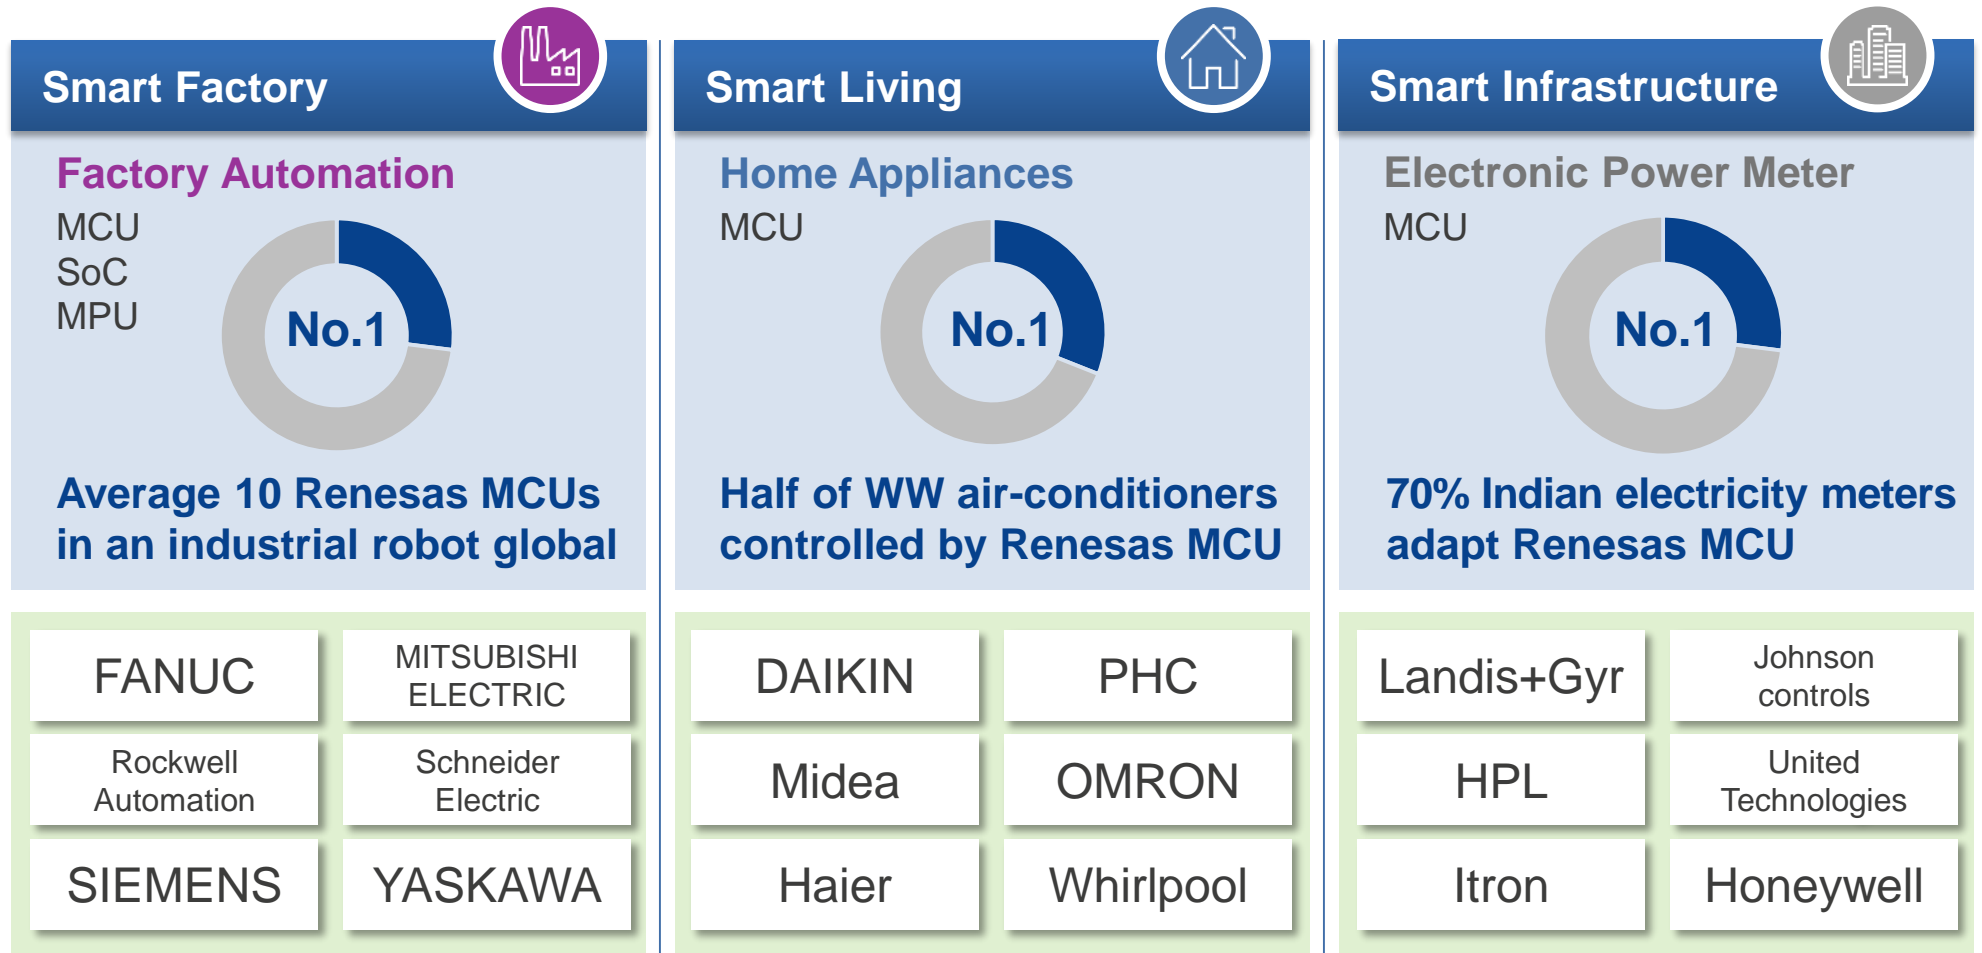 Smart Factory
Factory Automation
MCU
SoC
MPU
No.1
Average 10 Renesas MCUs
in an industrial robot global
FANUC
MITSUBISHI
ELECTRIC
Rockwell
Automation
Schneider
Electric
SIEMENS
YASKAWA
Smart Living
Home Appliances
MCU
No.1
Half of WW air-conditioners
controlled by Renesas MCU
DAIKIN
PHC
Midea
OMRON
Haier
Whirlpool
Smart Infrastructure
Electronic Power Meter
MCU
No.1
70% Indian electricity meters
adapt Renesas MCU
Landis+Gyr
Johnson
controls
HPL
United
Technologies
Itron
Honeywell